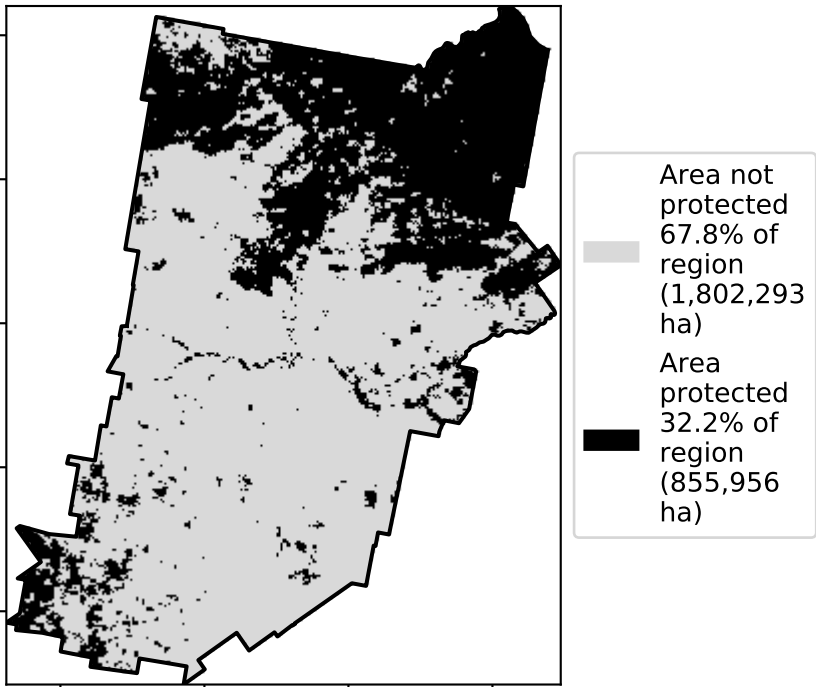 Area not
protected
67.8% of
region
(1,802,293
ha)
Area
protected
32.2% of
region
(855,956
ha)